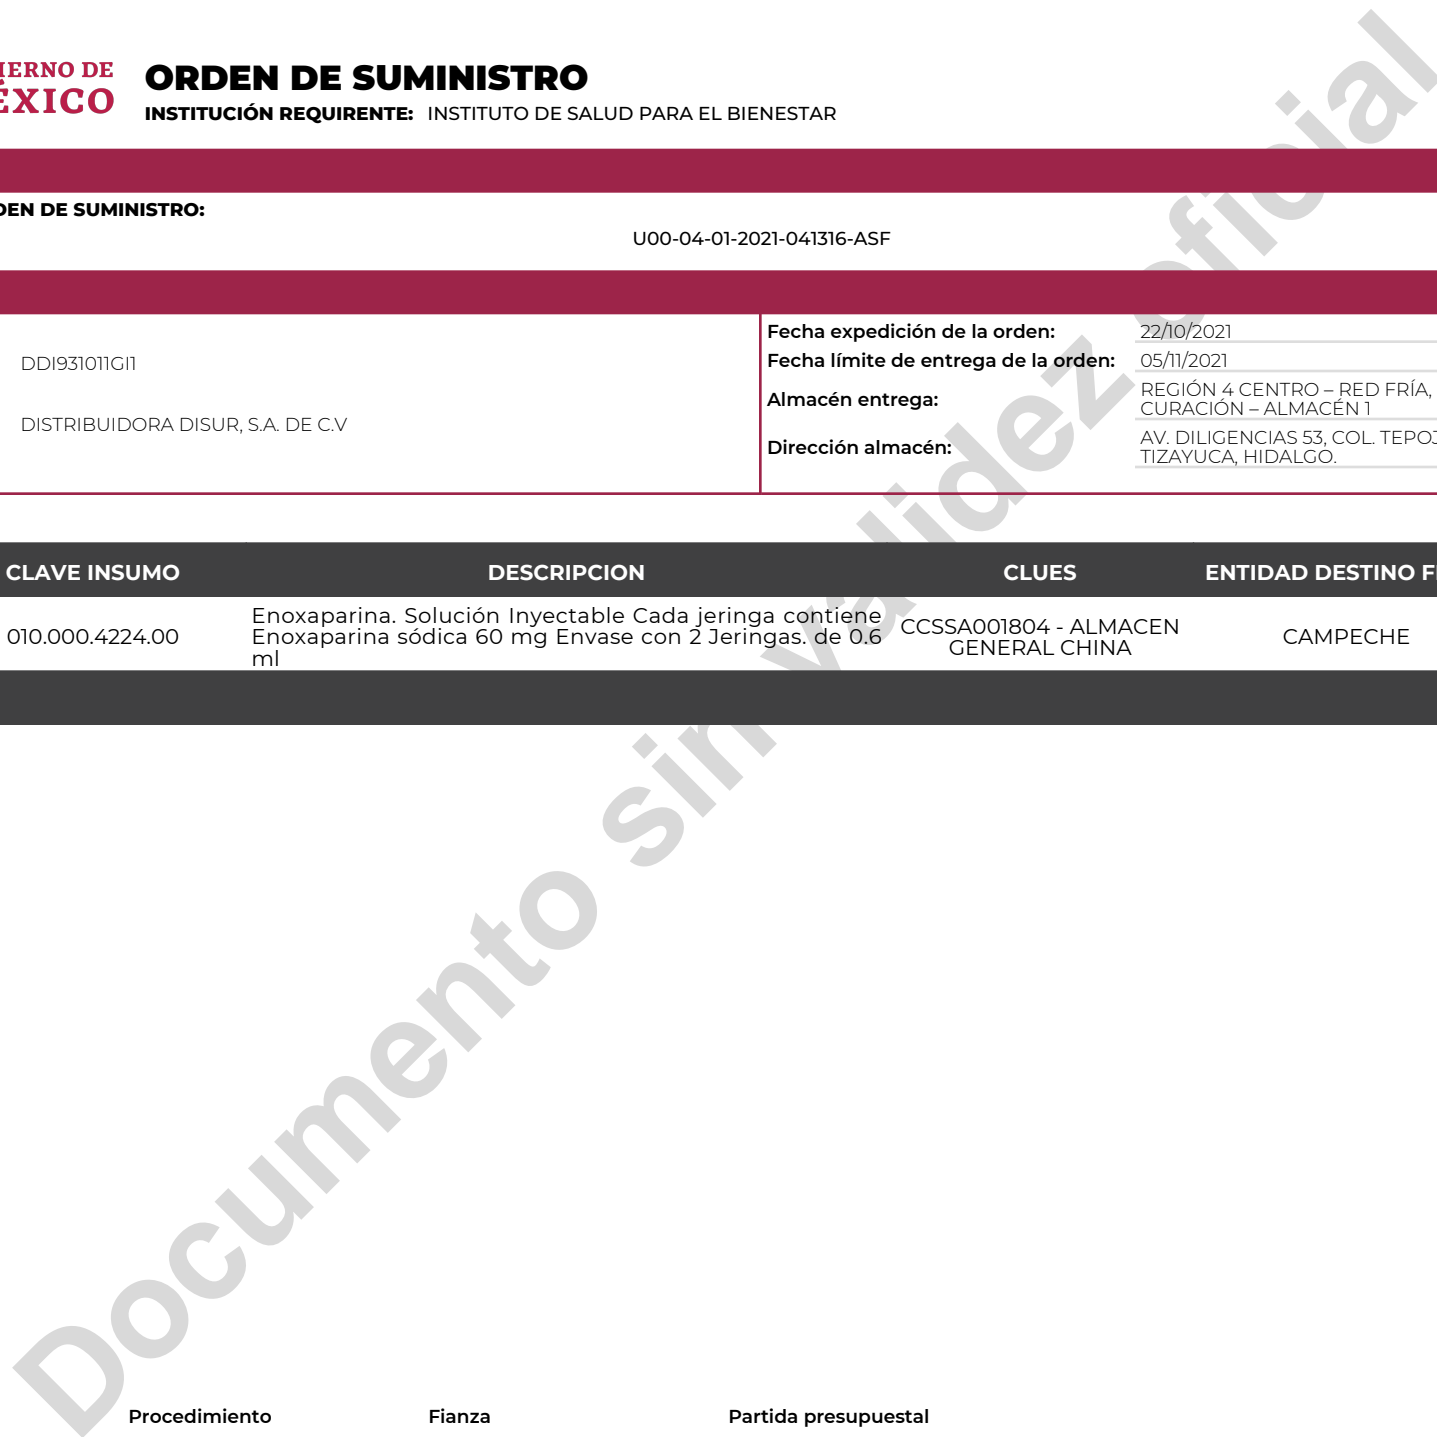 ORDEN DE SUMINISTRO
INSTITUCIÓN REQUIRENTE: INSTITUTO DE SALUD PARA EL BIENESTAR
IERNO DE
ÉXICO
DEN DE SUMINISTRO:
U00-04-01-2021-041316-ASF
DDI931011GI1
DISTRIBUIDORA DISUR, S.A. DE C.V
Fecha expedición de la orden: 22/10/2021
Fecha límite de entrega de la orden: 05/11/2021
Almacén entrega: REGIÓN 4 CENTRO – RED FRÍA,
CURACIÓN – ALMACÉN 1
Dirección almacén: AV. DILIGENCIAS 53, COL. TEPOJ
TIZAYUCA, HIDALGO.
CLAVE INSUMO DESCRIPCION CLUES ENTIDAD DESTINO F
010.000.4224.00
Enoxaparina. Solución Inyectable Cada jeringa contiene
Enoxaparina sódica 60 mg Envase con 2 Jeringas. de 0.6
ml
CCSSA001804 - ALMACEN
GENERAL CHINA
CAMPECHE
Documento sin validez oficial
Procedimiento Fianza Partida presupuestal